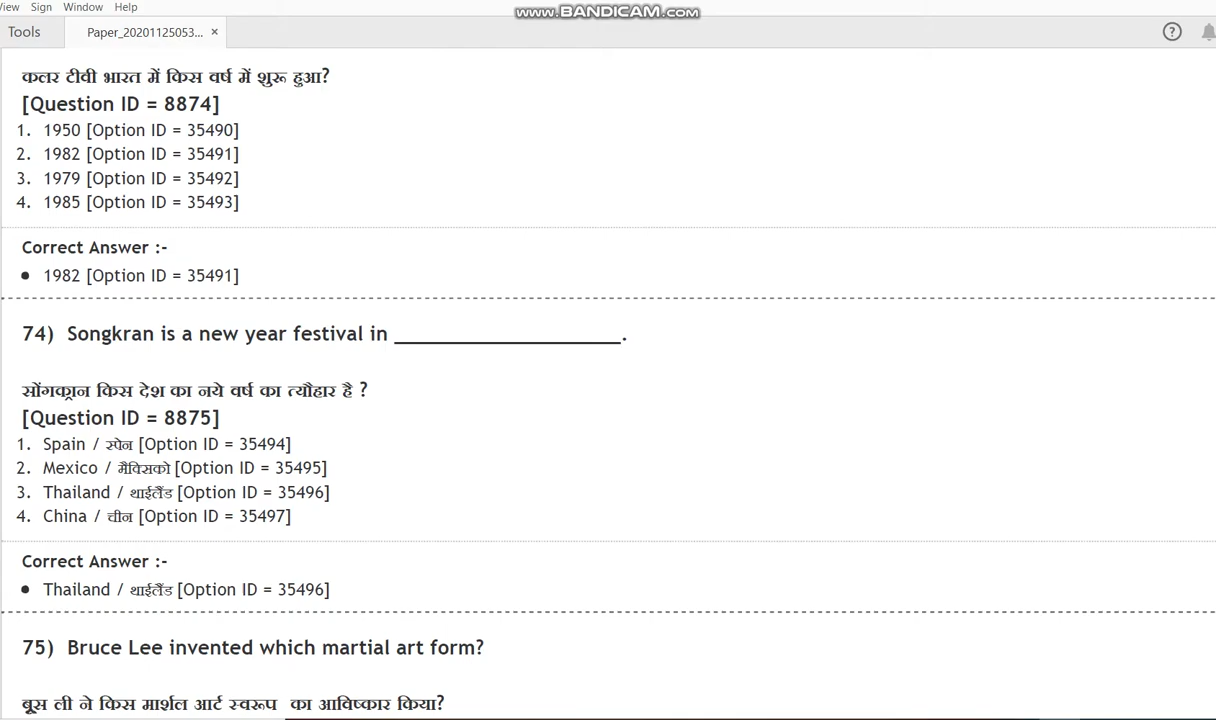 View Sign Window Help
www.BANDICAM.com
Tools Paper_20201125053... × ?
कलर टीवी भारत में किस वर्ष में शुरू हुआ?
[Question ID = 8874]
1. 1950 [Option ID = 35490]
2. 1982 [Option ID = 35491]
3. 1979 [Option ID = 35492]
4. 1985 [Option ID = 35493]
Correct Answer :-
• 1982 [Option ID = 35491]
74) Songkran is a new year festival in ____________________.
सोंगक्रान किस देश का नये वर्ष का त्यौहार है ?
[Question ID = 8875]
1. Spain / स्पेन [Option ID = 35494]
2. Mexico / मैक्सिको [Option ID = 35495]
3. Thailand / थाईलैंड [Option ID = 35496]
4. China / चीन [Option ID = 35497]
Correct Answer :-
• Thailand / थाईलैंड [Option ID = 35496]
75) Bruce Lee invented which martial art form?
ब्रूस ली ने किस मार्शल आर्ट स्वरूप का आविष्कार किया?